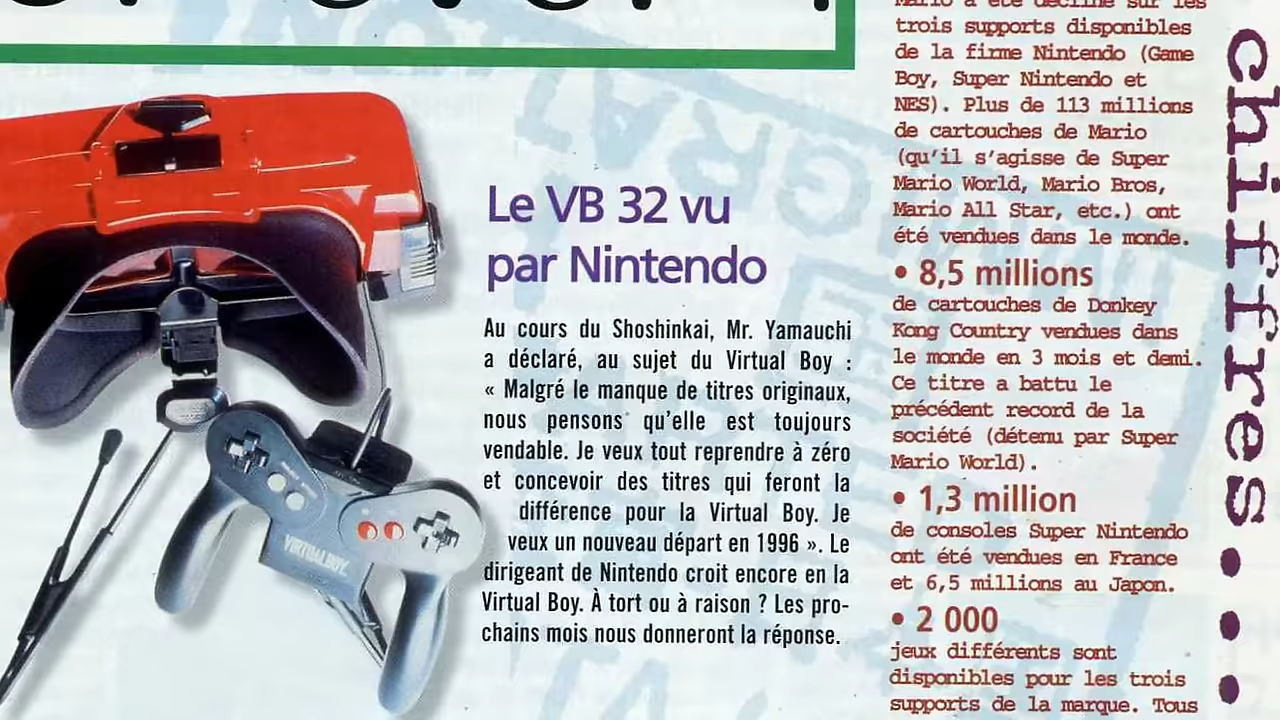 Le VB 32 vu
par Nintendo
Au cours du Shoshinkai, Mr. Yamauchi
a déclaré, au sujet du Virtual Boy :
« Malgré le manque de titres originaux,
nous pensons qu'elle est toujours
vendable. Je veux tout reprendre à zéro
et concevoir des titres qui feront la
différence pour la Virtual Boy. Je
veux un nouveau départ en 1996 ». Le
dirigeant de Nintendo croit encore en la
Virtual Boy. À tort ou à raison ? Les pro-
chains mois nous donneront la réponse.
VIRTUAL BOY
Mario a été décliné sur les
trois supports disponibles
de la firme Nintendo (Game
Boy, Super Nintendo et
NES). Plus de 113 millions
de cartouches de Mario
(qu'il s'agisse de Super
Mario World, Mario Bros,
Mario All Star, etc.) ont
été vendues dans le monde.
• 8,5 millions
de cartouches de Donkey
Kong Country vendues dans
le monde en 3 mois et demi.
Ce titre a battu le
précédent record de la
société (détenu par Super
Mario World).
• 1,3 million
de consoles Super Nintendo
ont été vendues en France
et 6,5 millions au Japon.
• 2 000
jeux différents sont
disponibles pour les trois
supports de la marque. Tous
chiffres...